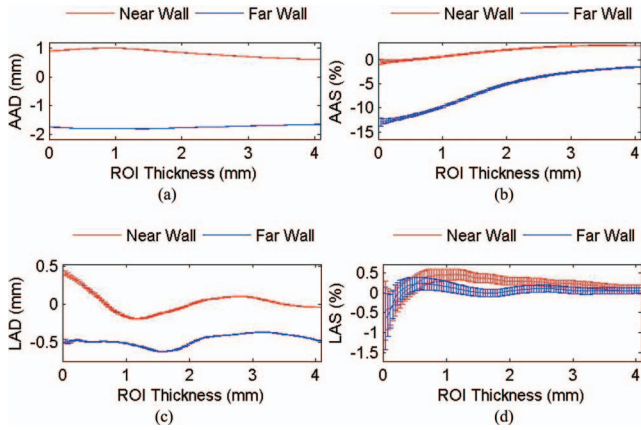 Near Wall Far Wall
AAD (mm)
1
0
-1
-2
0 1 2 3 4
ROI Thickness (mm)
(a)
Near Wall Far Wall
AAS (%)
0
-5
-10
-15
0 1 2 3 4
ROI Thickness (mm)
(b)
Near Wall Far Wall
LAD (mm)
0.5
0
-0.5
0 1 2 3 4
ROI Thickness (mm)
(c)
Near Wall Far Wall
LAS (%)
0.5
0
-0.5
-1
-1.5
0 1 2 3 4
ROI Thickness (mm)
(d)